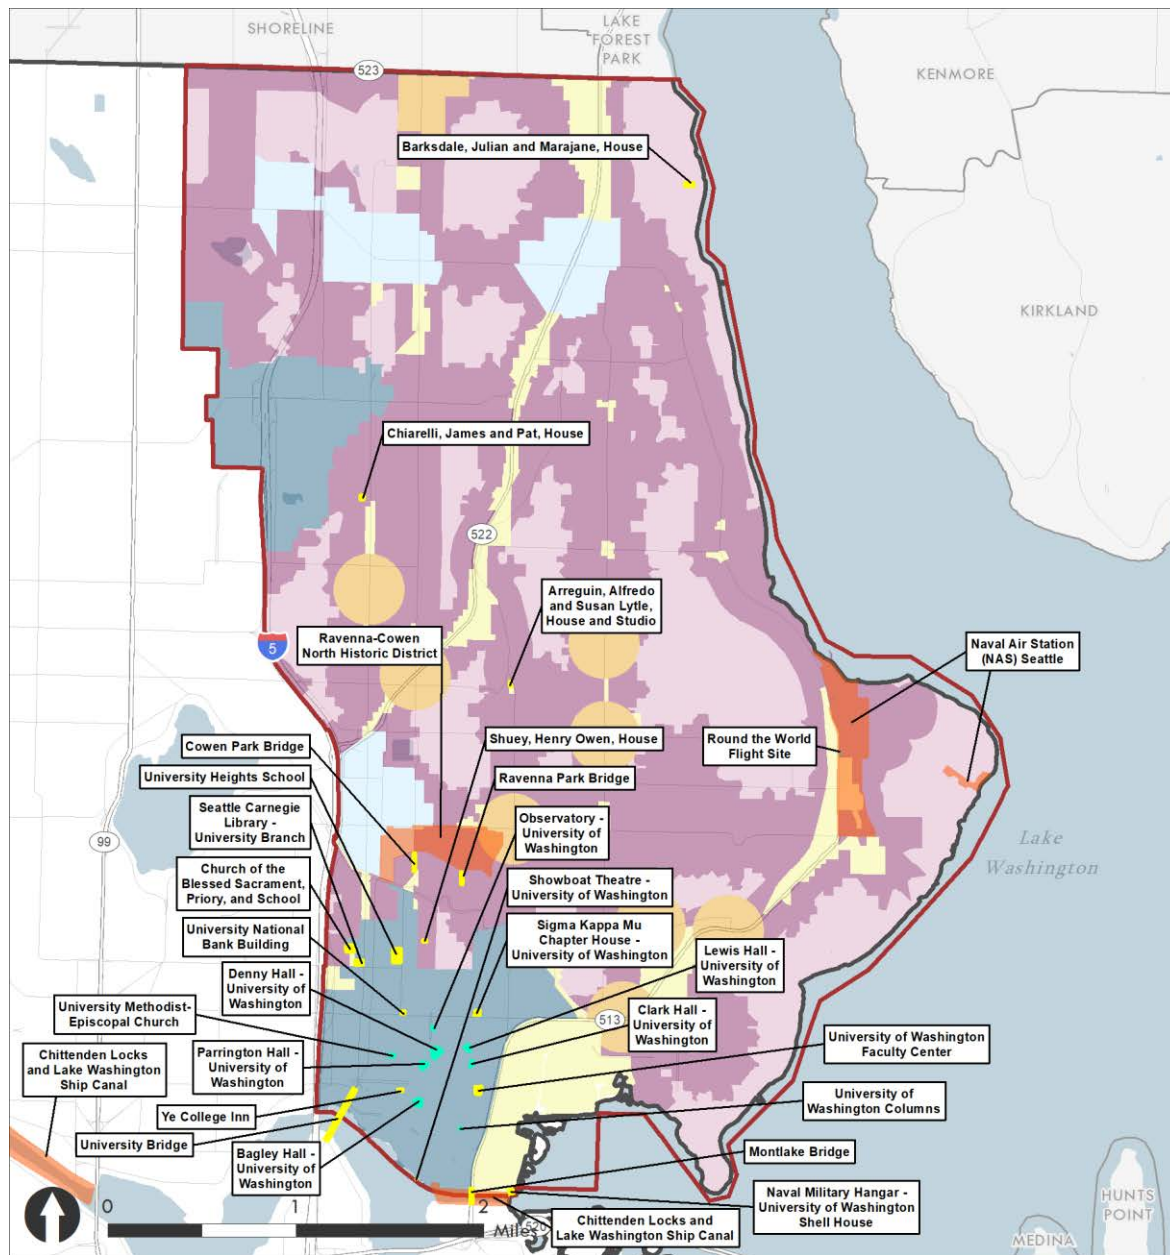 SHORELINE
LAKE
FOREST
PARK
523
KENMORE
Barksdale, Julian and Marajane, House
KIRKLAND
Chiarelli, James and Pat, House
522
Arreguin, Alfredo
and Susan Lytle,
House and Studio
Ravenna-Cowen
North Historic District
5
Naval Air Station
(NAS) Seattle
Cowen Park Bridge
Shuey, Henry Owen, House
Round the World
Flight Site
University Heights School
Ravenna Park Bridge
Seattle Carnegie
Library -
University Branch
Observatory -
University of
Washington
99
Lake
Washington
Church of the
Blessed Sacrament,
Priory, and School
Showboat Theatre -
University of Washington
University National
Bank Building
Sigma Kappa Mu
Chapter House -
University of Washington
Lewis Hall -
University of
Washington
Denny Hall -
University of
Washington
University Methodist-
Episcopal Church
513
Clark Hall -
University of
Washington
University of Washington
Faculty Center
Chittenden Locks
and Lake Washington
Ship Canal
Parrington Hall -
University of
Washington
Ye College Inn
University of
Washington Columns
University Bridge
Bagley Hall -
University of
Washington
Montlake Bridge
Naval Military Hangar -
University of Washington
Shell House
HUNTS
POINT
0 1 2
Miles
520
Chittenden Locks and
Lake Washington Ship Canal
MEDINA